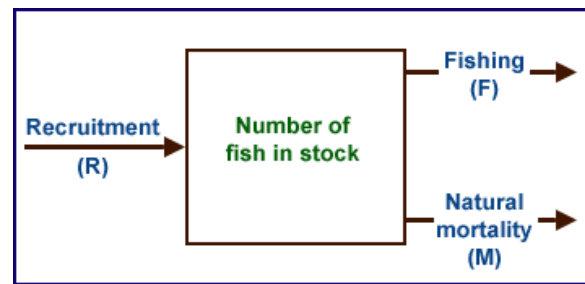 Recruitment
(R)
Number of
fish in stock
Fishing
(F)
Natural
mortality
(M)